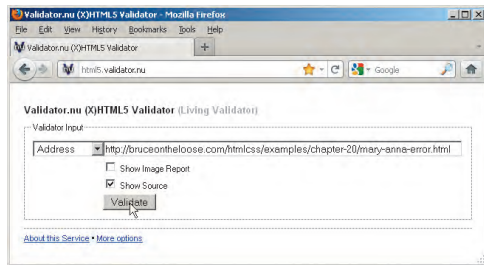 Validator.nu (X)HTML5 Validator - Mozilla Firefox
File Edit View History Bookmarks Tools Help
Validator.nu (X)HTML5 Validator +
html5.validator.nu Google
Validator.nu (X)HTML5 Validator (Living Validator)
Validator Input
Address http://bruceontheloose.com/htmlcss/examples/chapter-20/mary-anna-error.html
Show Image Report
Show Source
Validate
About this Service • More options